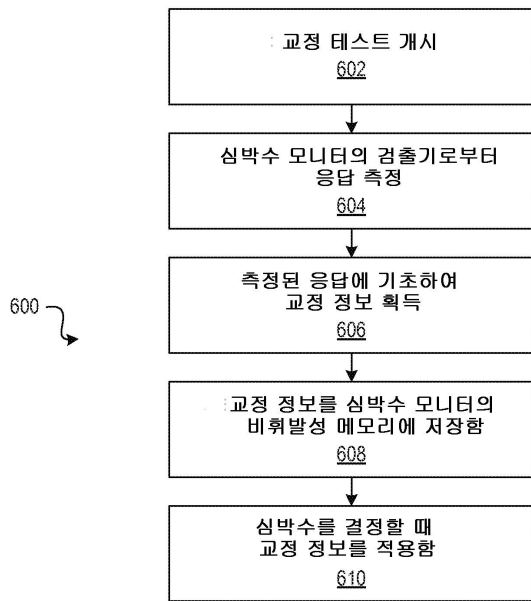 교정 테스트 개시
602
심박수 모니터의 검출기로부터
응답 측정
604
측정된 응답에 기초하여
교정 정보 획득
606
600
교정 정보를 심박수 모니터의
비휘발성 메모리에 저장함
608
심박수를 결정할 때
교정 정보를 적용함
610